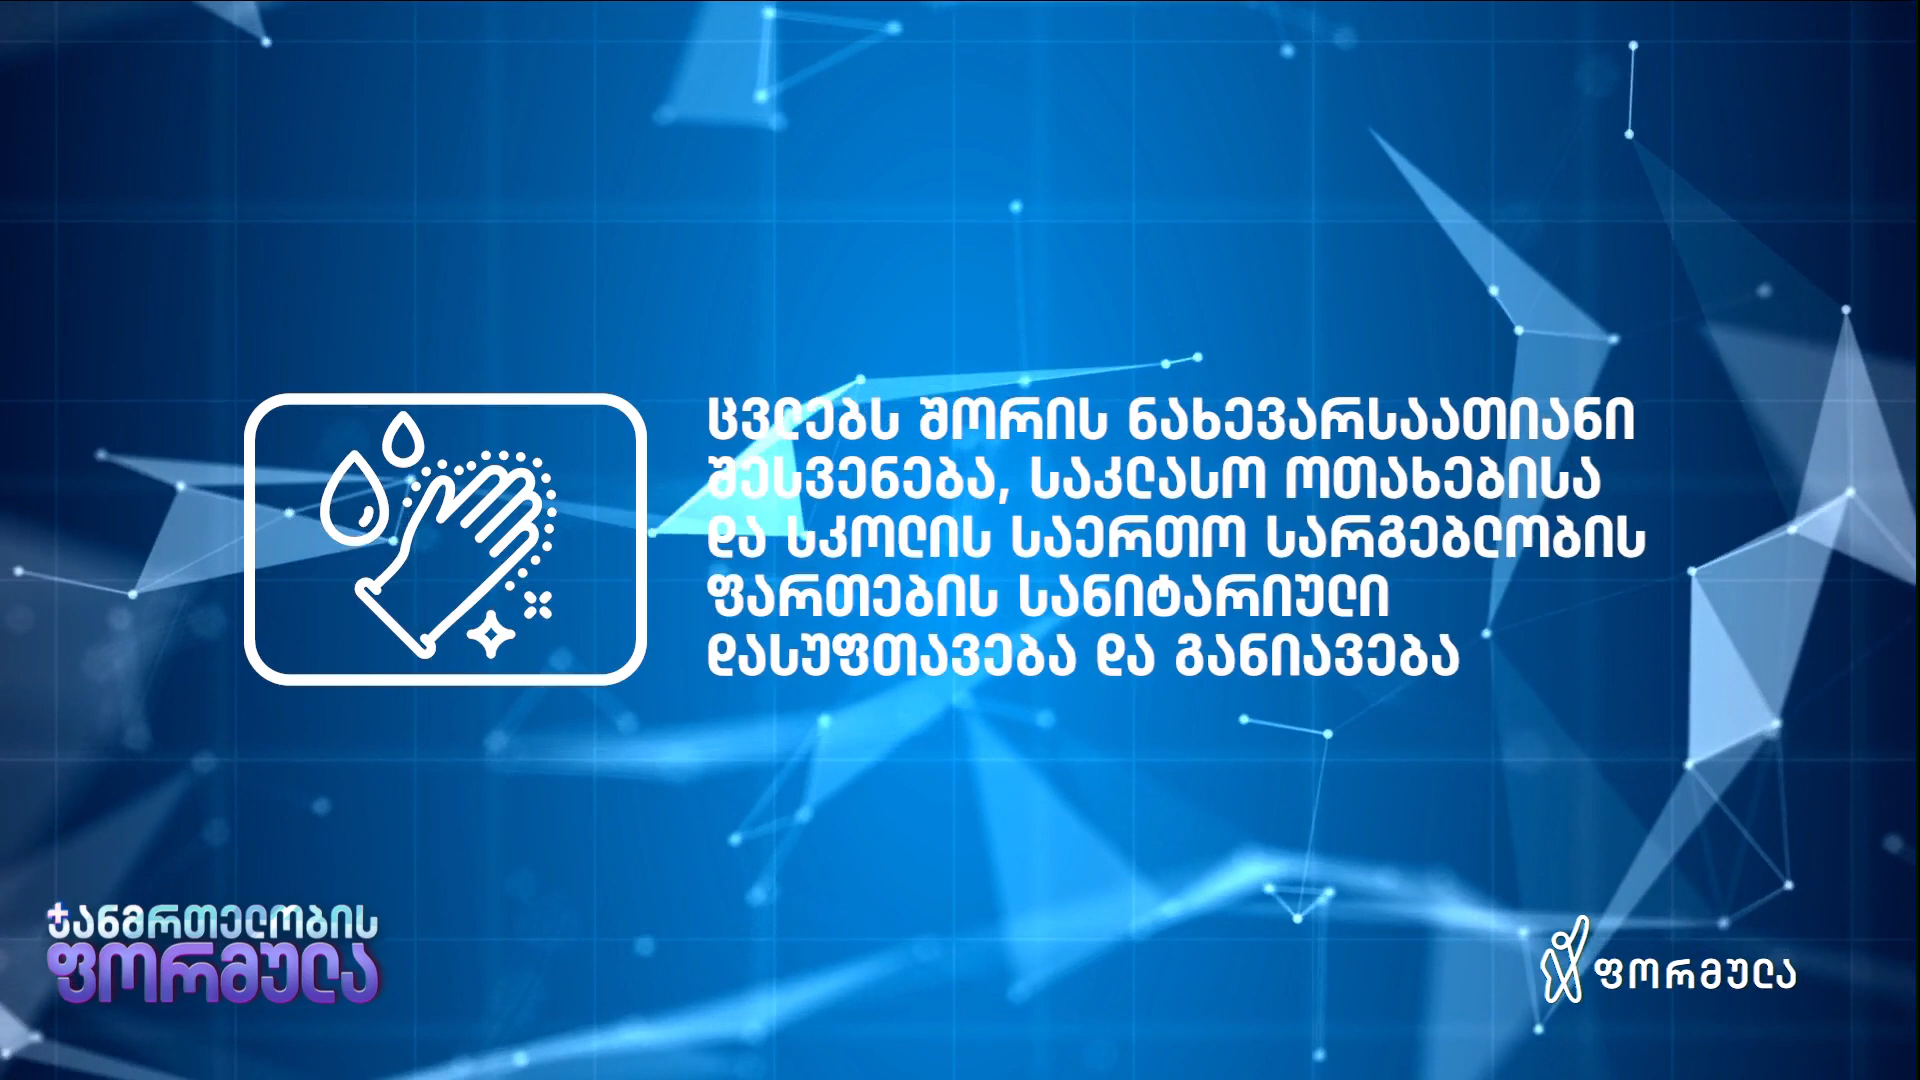 ცვლებს შორის ნახევარსაათიანი
შესვენება, საკლასო ოთახებისა
და სკოლის საერთო სარგებლობის
ფართების სანიტარიული
დასუფთავება და განიავება
ჯანმრთელობის
ფორმულა
ფორმულა